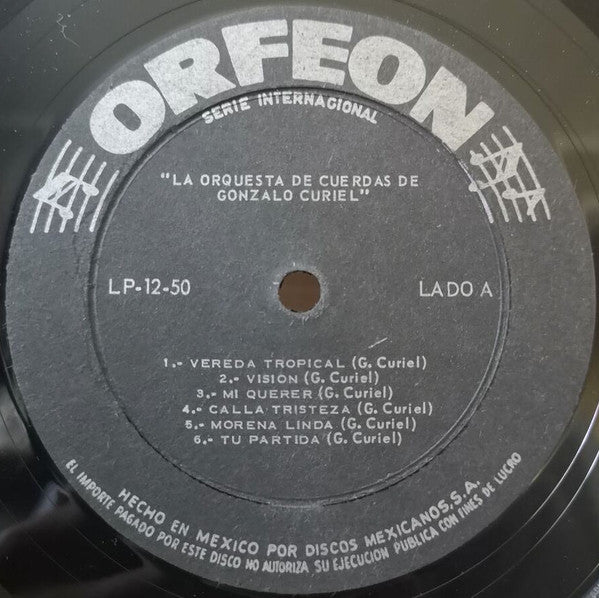 ORFEON
SERIE INTERNACIONAL
"LA ORQUESTA DE CUERDAS DE
GONZALO CURIEL"
LP-12-50
LADO A
1.- VEREDA TROPICAL (G. Curiel)
2.- VISION (G. Curiel)
3.- MI QUERER (G. Curiel)
4.- CALLA TRISTEZA (G. Curiel)
5.- MORENA LINDA (G. Curiel)
6.- TU PARTIDA (G. Curiel)
HECHO EN MEXICO POR DISCOS MEXICANOS, S.A.
EL IMPORTE PAGADO POR ESTE DISCO NO AUTORIZA SU EJECUCION PUBLICA CON FINES DE LUCRO